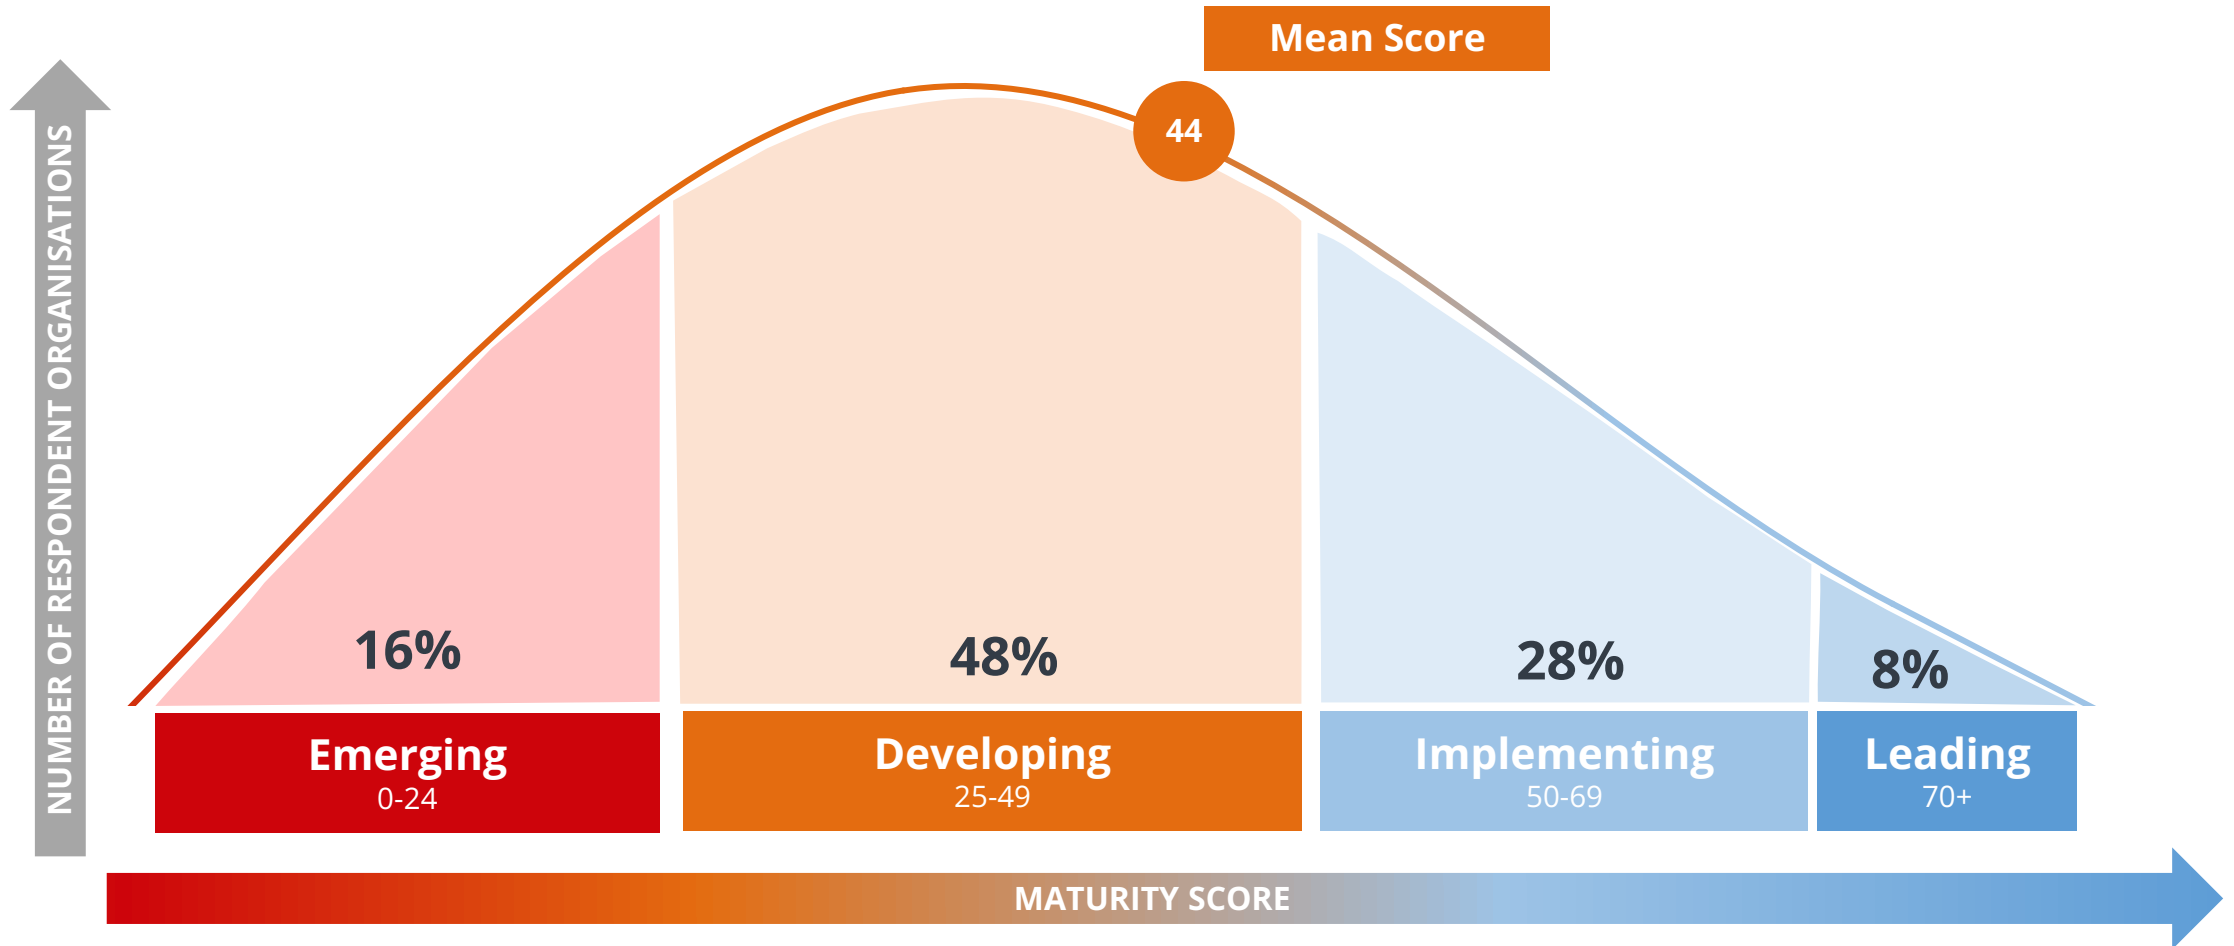 Mean Score
44
NUMBER OF RESPONDENT ORGANISATIONS
16%
48%
28%
8%
Emerging
0-24
Developing
25-49
Implementing
50-69
Leading
70+
MATURITY SCORE